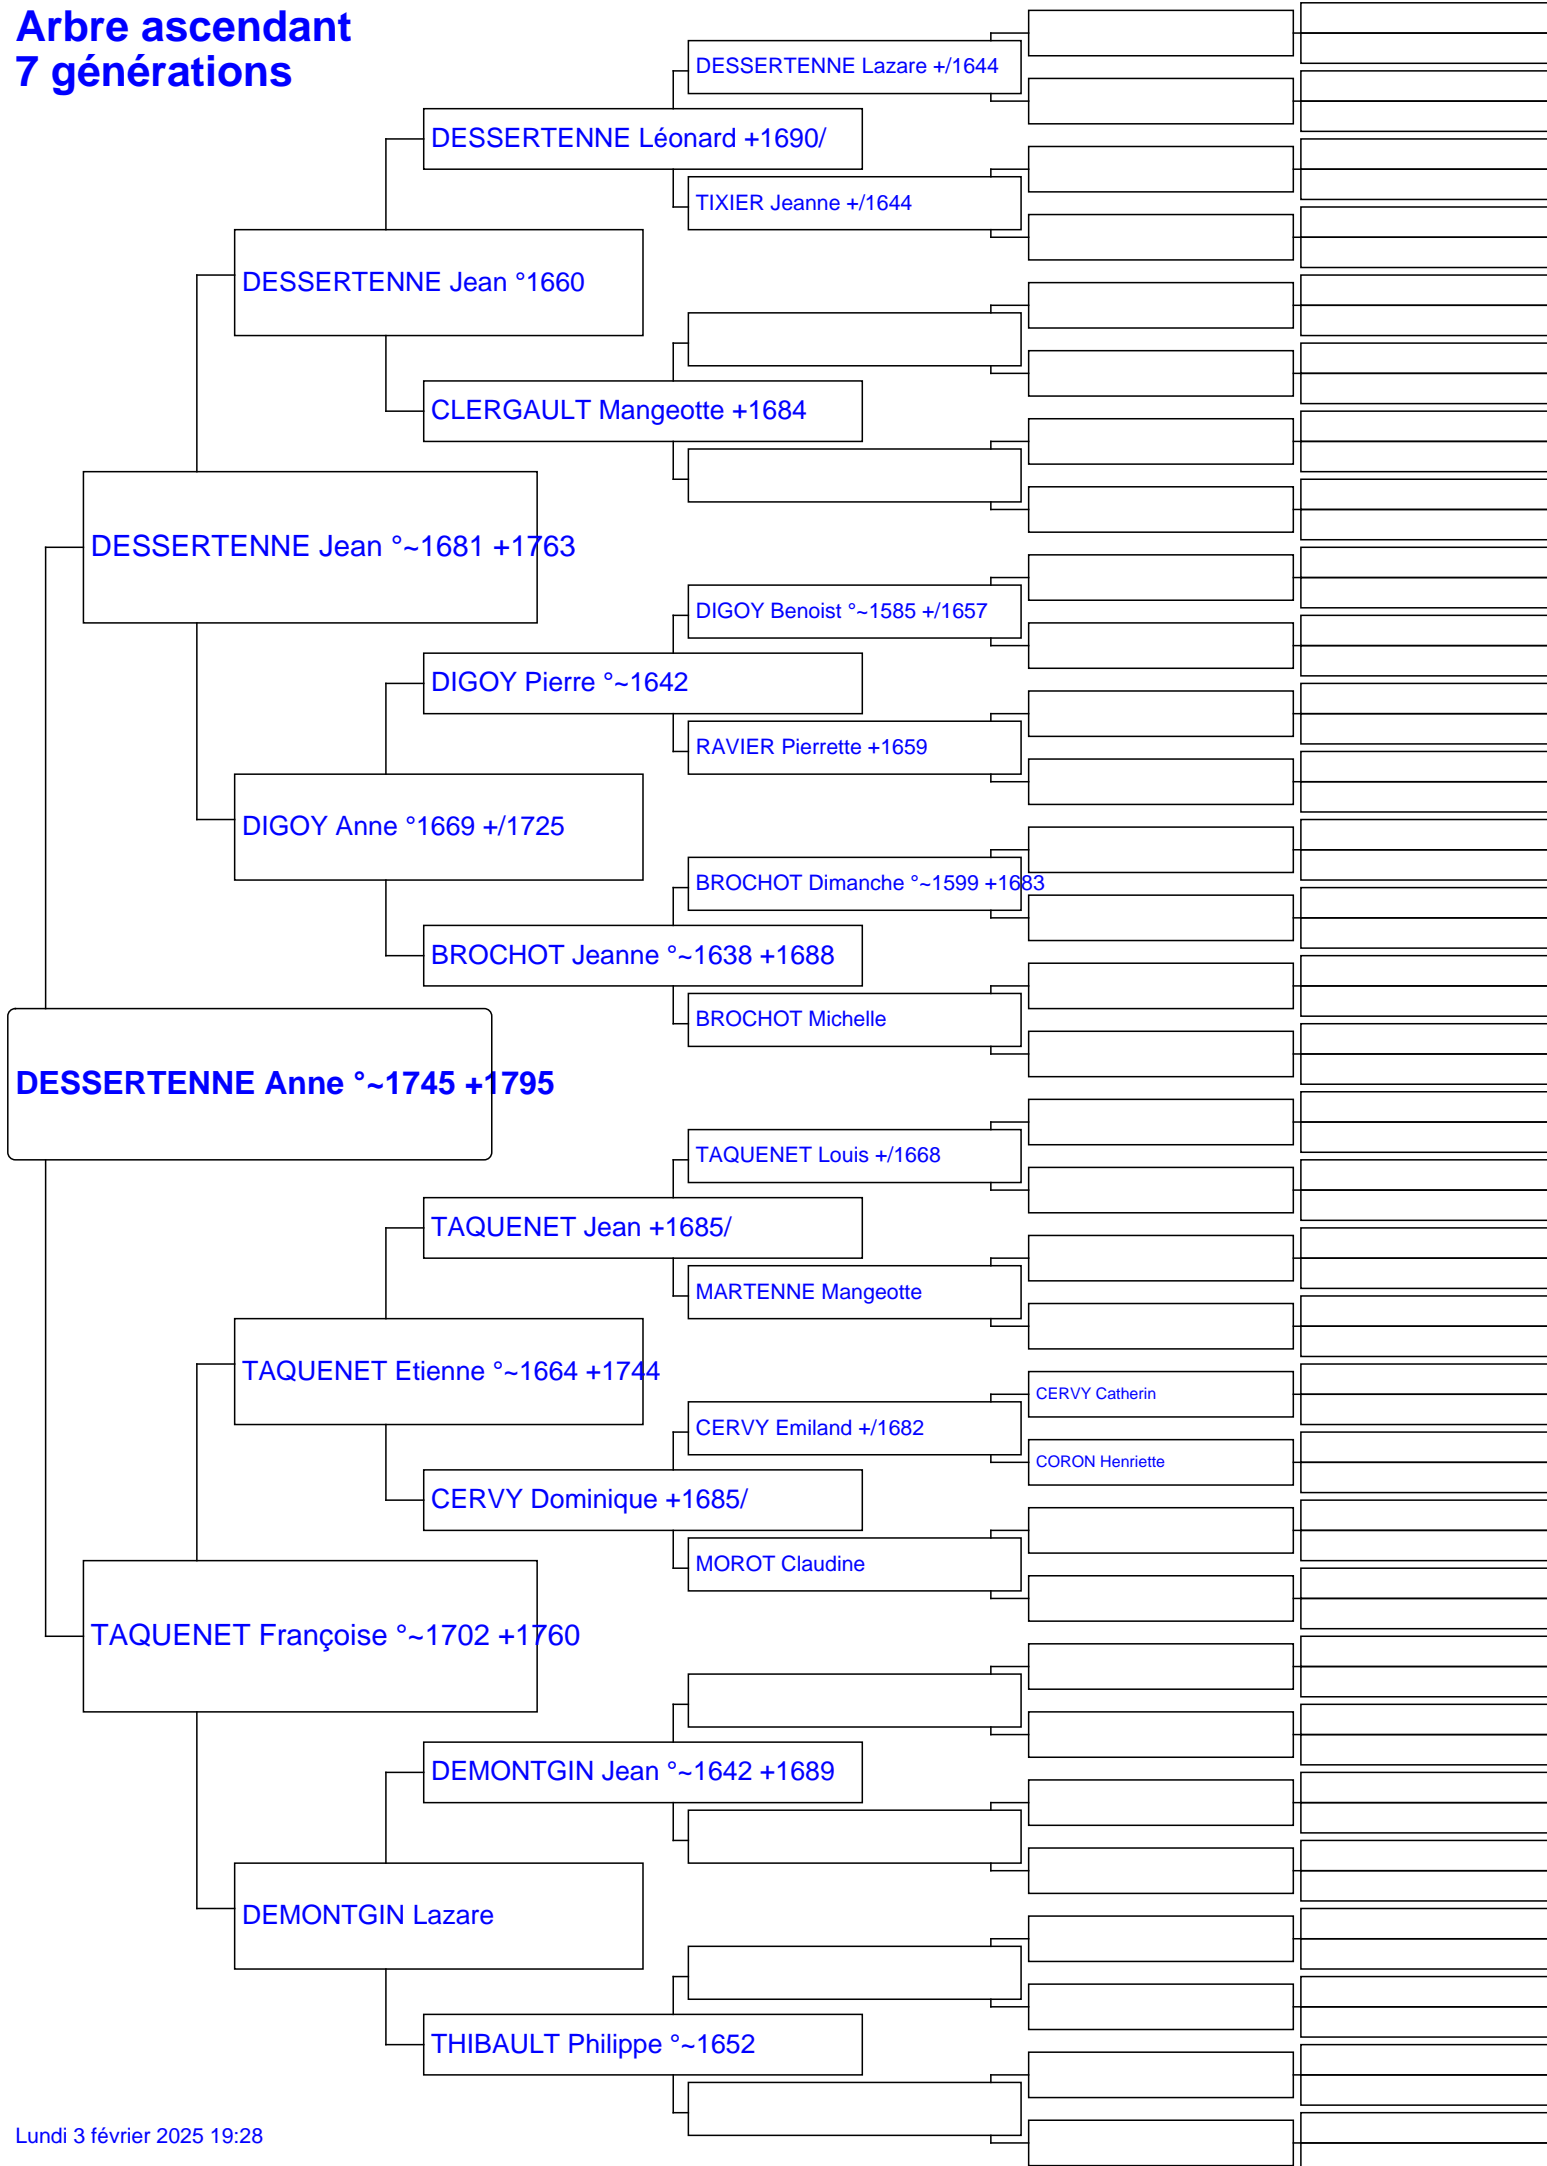 Arbre ascendant
7 générations
DESSERTENNE Lazare +/1644
DESSERTENNE Léonard +1690/
TIXIER Jeanne +/1644
DESSERTENNE Jean °1660
CLERGAULT Mangeotte +1684
DESSERTENNE Jean °~1681 +1763
DIGOY Benoist °~1585 +/1657
DIGOY Pierre °~1642
RAVIER Pierrette +1659
DIGOY Anne °1669 +/1725
BROCHOT Dimanche °~1599 +1683
BROCHOT Jeanne °~1638 +1688
BROCHOT Michelle
DESSERTENNE Anne °~1745 +1795
TAQUENET Louis +/1668
TAQUENET Jean +1685/
MARTENNE Mangeotte
TAQUENET Etienne °~1664 +1744
CERVY Catherin
CERVY Emiland +/1682
CORON Henriette
CERVY Dominique +1685/
MOROT Claudine
TAQUENET Françoise °~1702 +1760
DEMONTGIN Jean °~1642 +1689
DEMONTGIN Lazare
THIBAULT Philippe °~1652
Lundi 3 février 2025 19:28